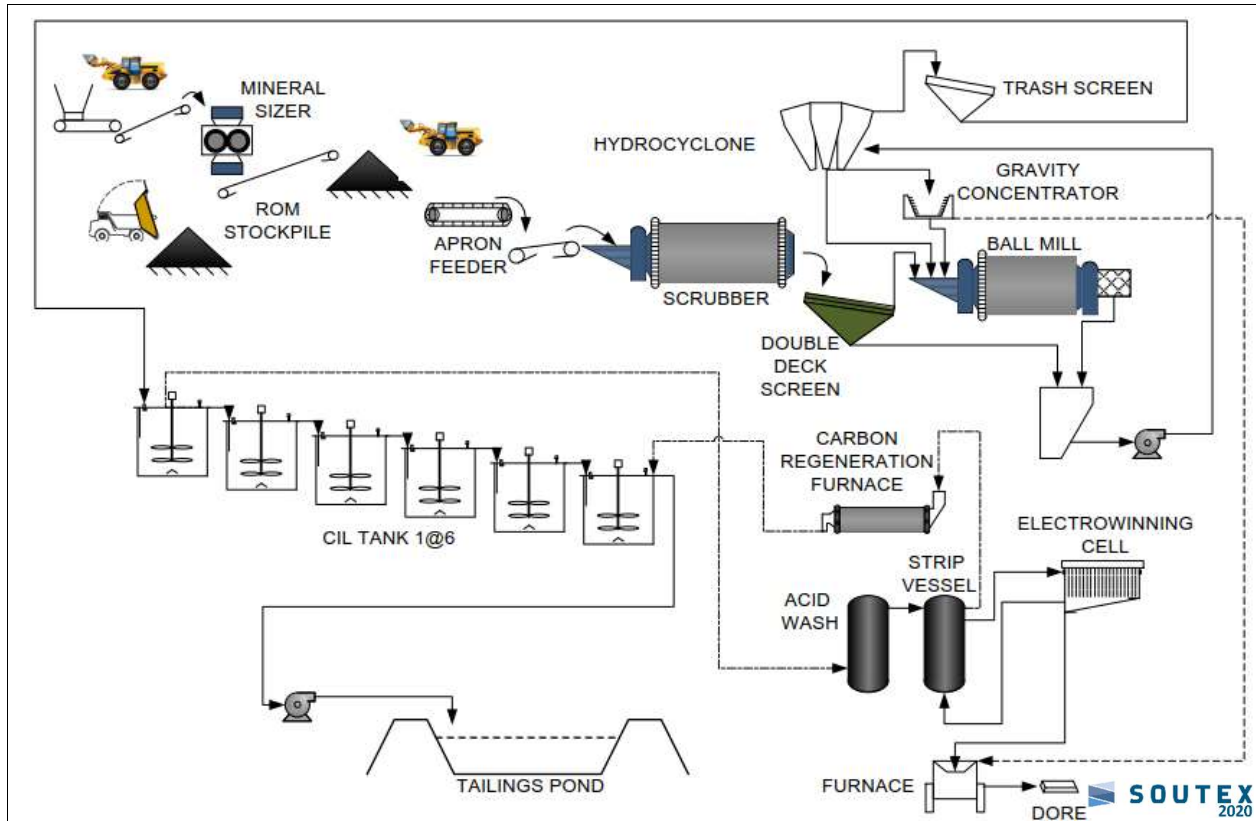 MINERAL
SIZER
TRASH SCREEN
HYDROCYCLONE
GRAVITY
CONCENTRATOR
ROM
STOCKPILE
APRON
FEEDER
SCRUBBER
BALL MILL
DOUBLE
DECK
SCREEN
CARBON
REGENERATION
FURNACE
CIL TANK 1@6
ELECTROWINNING
CELL
STRIP
VESSEL
ACID
WASH
TAILINGS POND
FURNACE
DORE
SOUTEX
2020